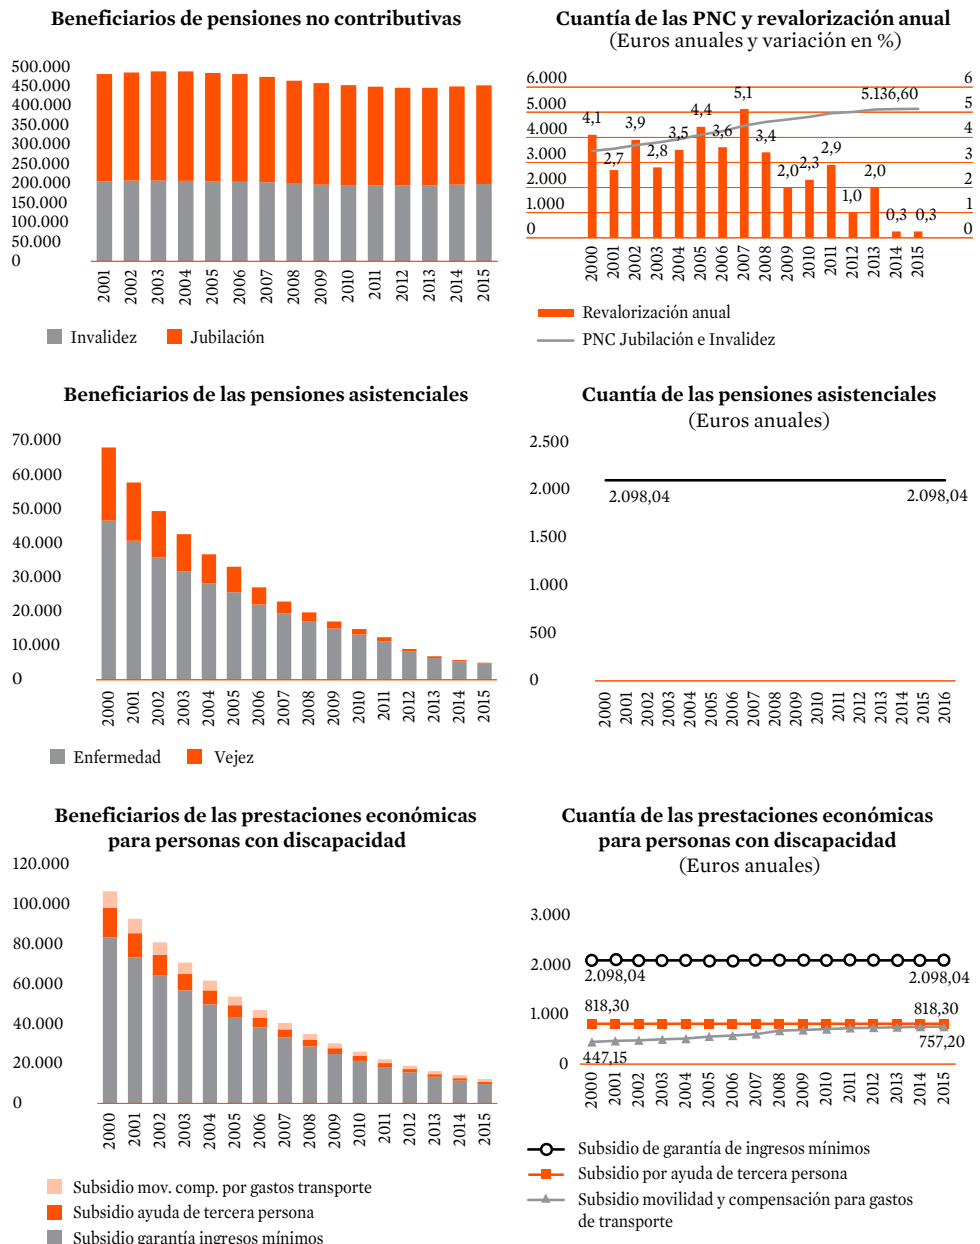 Beneficiarios de pensiones no contributivas
500.000
450.000
400.000
350.000
300.000
250.000
200.000
150.000
100.000
50.000
0
2001 2002 2003 2004 2005 2006 2007 2008 2009 2010 2011 2012 2013 2014 2015
Invalidez Jubilación
Cuantía de las PNC y revalorización anual
(Euros anuales y variación en %)
6.000 6
5.000 5
4.000 4
3.000 3
2.000 2
1.000 1
0 0
4,1 2,7 3,9 2,8 3,5 4,4 3,6 5,1 3,4 2,0 2,3 2,9 1,0 2,0 0,3 0,3
5.136,60
2000 2001 2002 2003 2004 2005 2006 2007 2008 2009 2010 2011 2012 2013 2014 2015
Revalorización anual
PNC Jubilación e Invalidez
Beneficiarios de las pensiones asistenciales
70.000
60.000
50.000
40.000
30.000
20.000
10.000
0
2000 2001 2002 2003 2004 2005 2006 2007 2008 2009 2010 2011 2012 2013 2014 2015
Enfermedad Vejez
Cuantía de las pensiones asistenciales
(Euros anuales)
2.500
2.000
1.500
1.000
500
0
2.098,04 2.098,04
2000 2001 2002 2003 2004 2005 2006 2007 2008 2009 2010 2011 2012 2013 2014 2015 2016
Beneficiarios de las prestaciones económicas
para personas con discapacidad
120.000
100.000
80.000
60.000
40.000
20.000
0
2000 2001 2002 2003 2004 2005 2006 2007 2008 2009 2010 2011 2012 2013 2014 2015
Subsidio mov. comp. por gastos transporte
Subsidio ayuda de tercera persona
Subsidio garantía ingresos mínimos
Cuantía de las prestaciones económicas
para personas con discapacidad
(Euros anuales)
3.000
2.000
1.000
0
2.098,04 2.098,04
818,30 818,30
447,15 757,20
2000 2001 2002 2003 2004 2005 2006 2007 2008 2009 2010 2011 2012 2013 2014 2015
Subsidio de garantía de ingresos mínimos
Subsidio por ayuda de tercera persona
Subsidio movilidad y compensación para gastos
de transporte